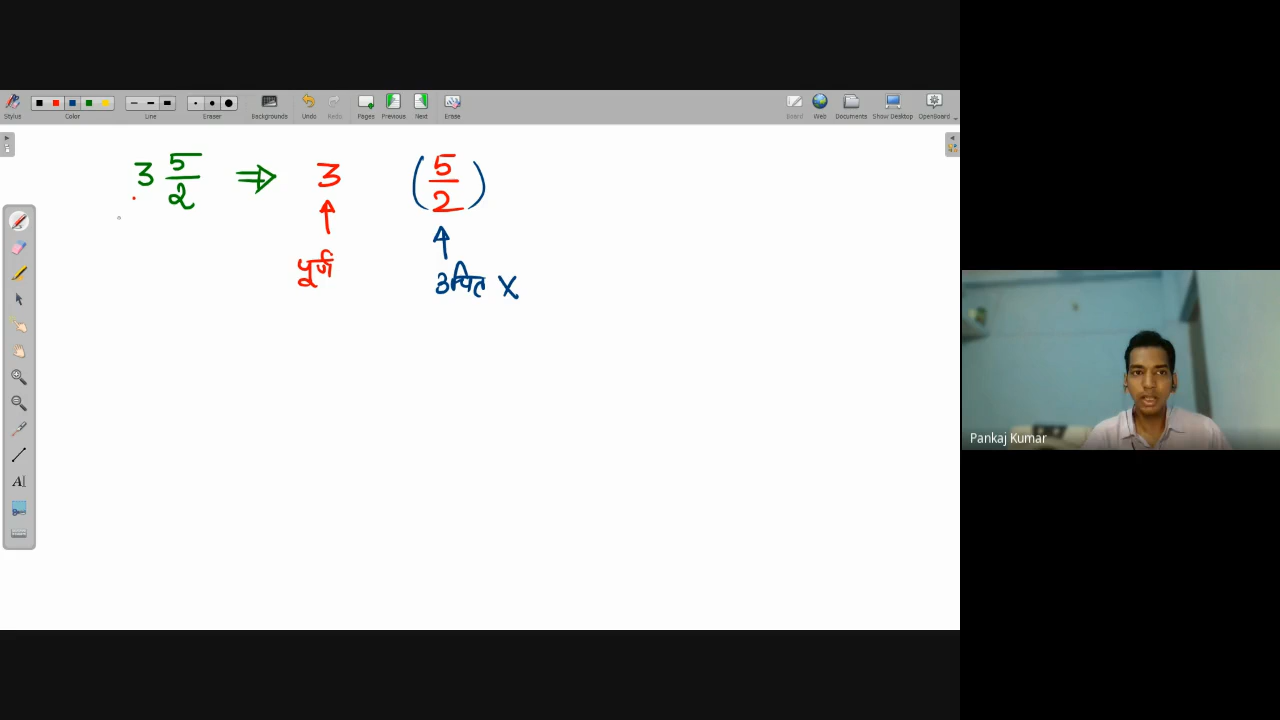 Stylus Color Line Eraser Backgrounds Undo Redo Pages Previous Next Erase Board Web Documents Show Desktop OpenBoard
3 5/2 ⇒ 3 (5/2)
पूर्ण उचित X
Pankaj Kumar